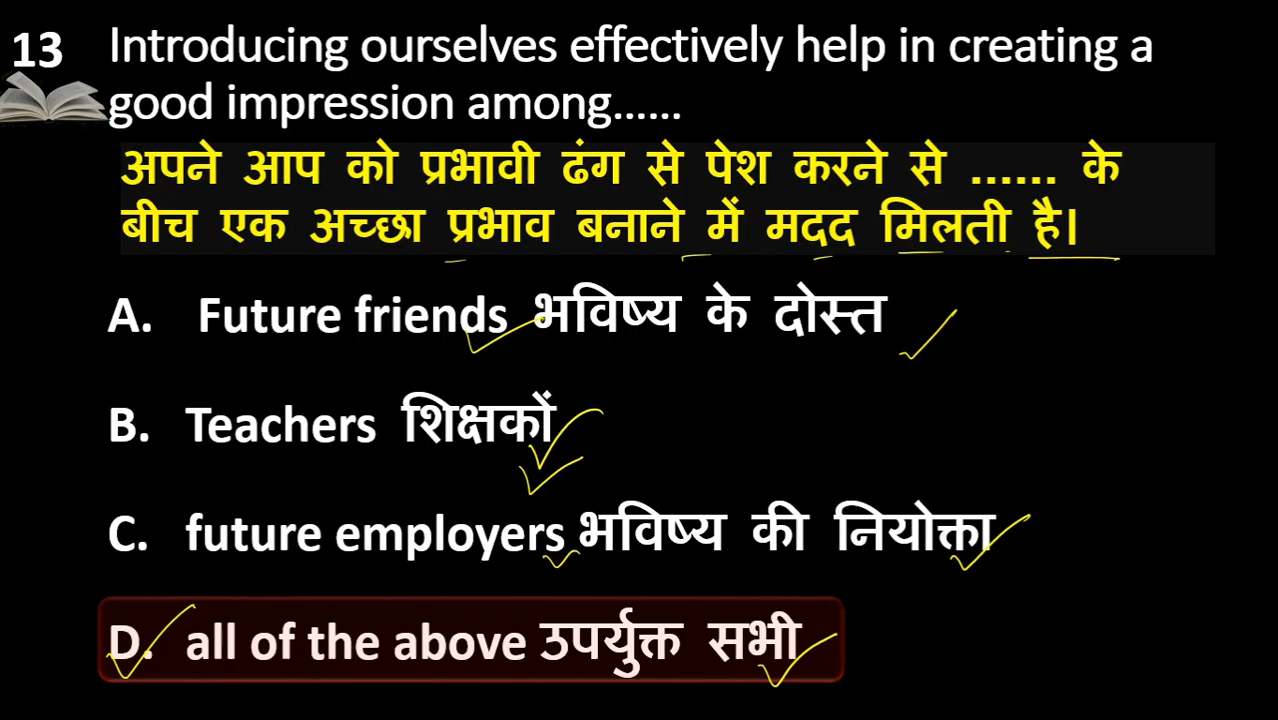 13 Introducing ourselves effectively help in creating a
good impression among......
अपने आप को प्रभावी ढंग से पेश करने से ...... के
बीच एक अच्छा प्रभाव बनाने में मदद मिलती है।
A. Future friends भविष्य के दोस्त
B. Teachers शिक्षकों
C. future employers भविष्य की नियोक्ता
D. all of the above उपर्युक्त सभी